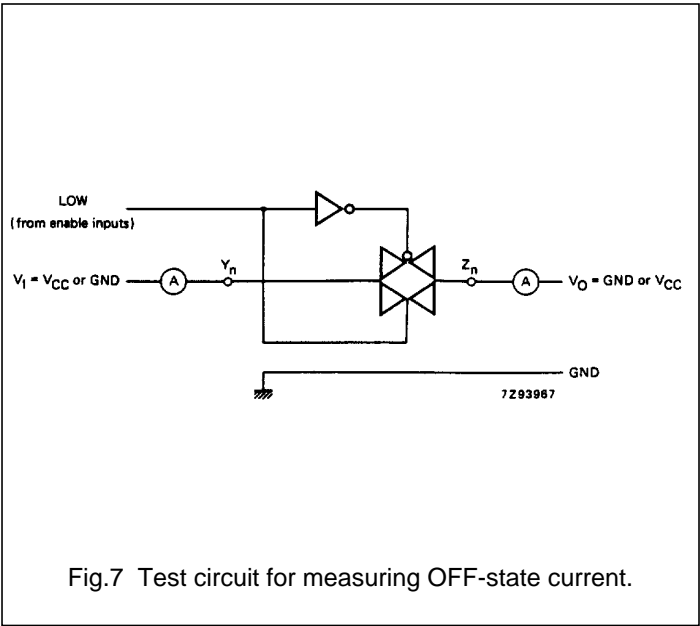 LOW
(from enable inputs)
V_I = V_CC or GND
A
Y_n
Z_n
A
V_O = GND or V_CC
GND
7Z93967
Fig.7 Test circuit for measuring OFF-state current.